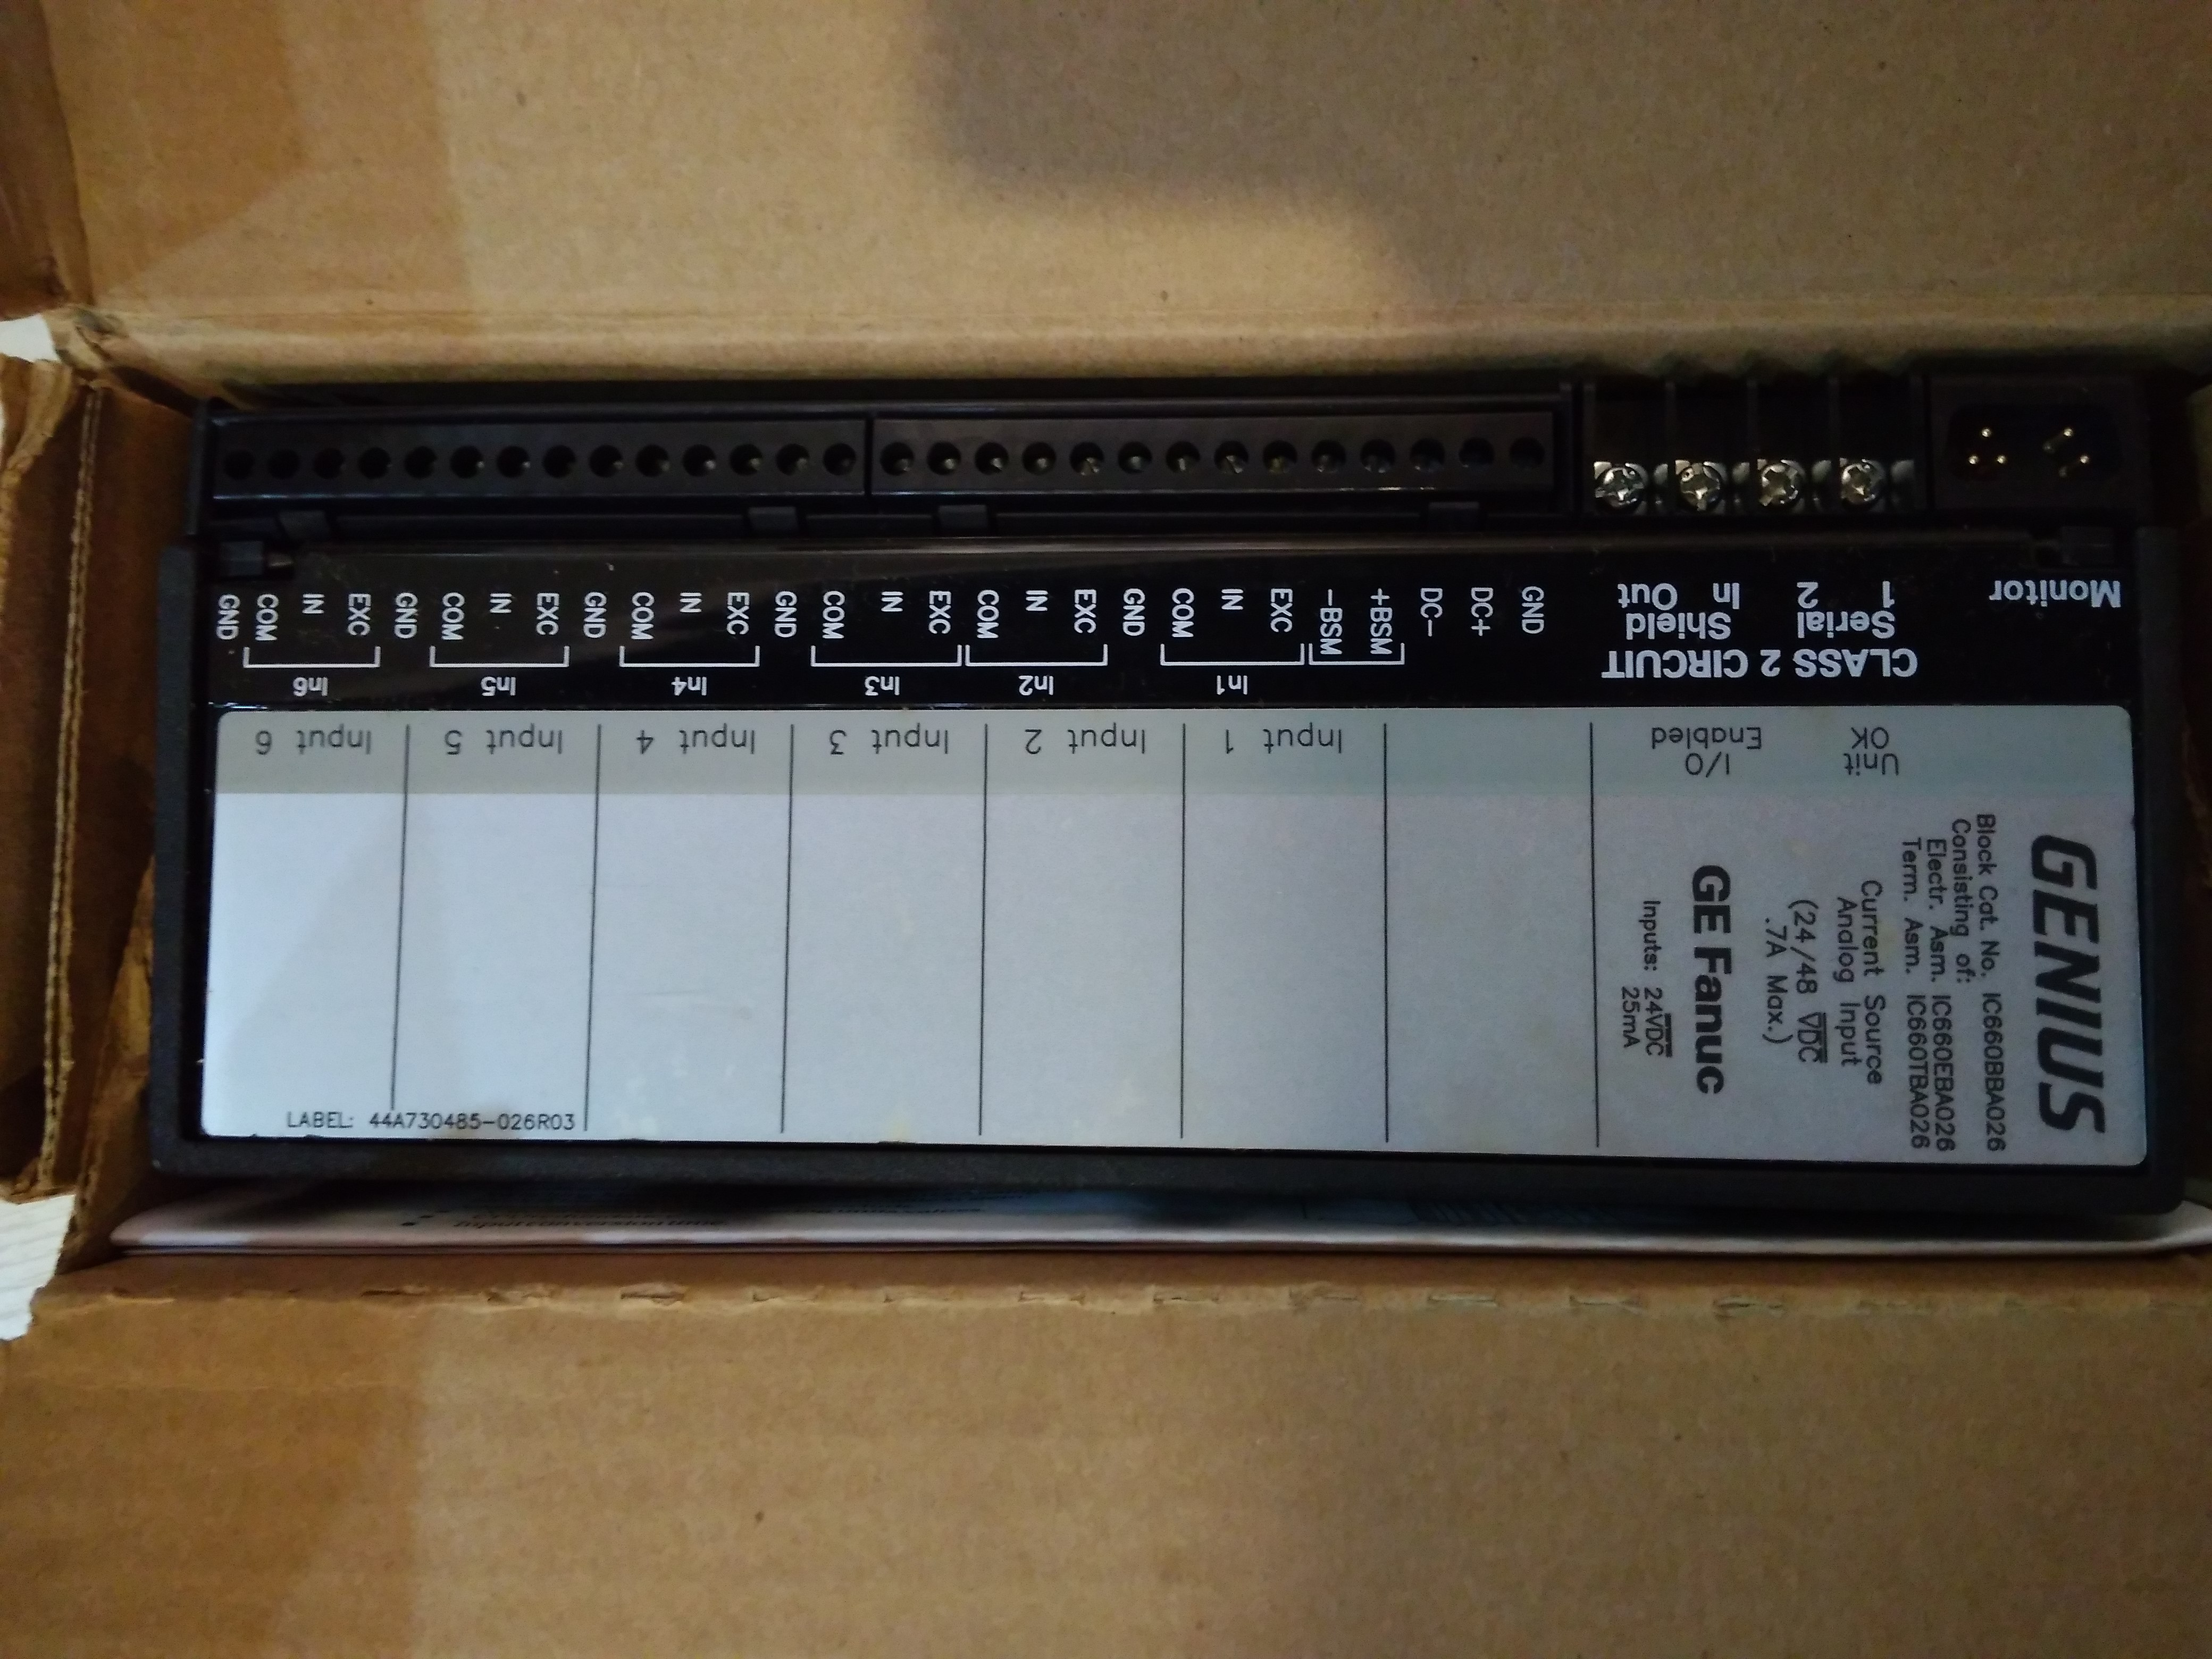 GENIUS
Block Cat. No. IC660BBA026
Consisting of:
Electr. Asm. IC660EBA026
Term. Asm. IC660TBA026
Current Source
Analog Input
(24/48 VDC
.7A Max.)
GE Fanuc
Inputs: 24VDC
25mA
Unit
OK
I/O
Enabled
Input 1
Input 2
Input 3
Input 4
Input 5
Input 6
LABEL: 44A730485-026R03
Monitor
CLASS 2 CIRCUIT
Serial Shield
1 2 In Out
GND
DC+
DC−
+BSM
−BSM
In1
EXC
IN
COM
GND
In2
EXC
IN
COM
In3
EXC
IN
COM
GND
In4
EXC
IN
COM
GND
In5
EXC
IN
COM
GND
In6
EXC
IN
COM
GND